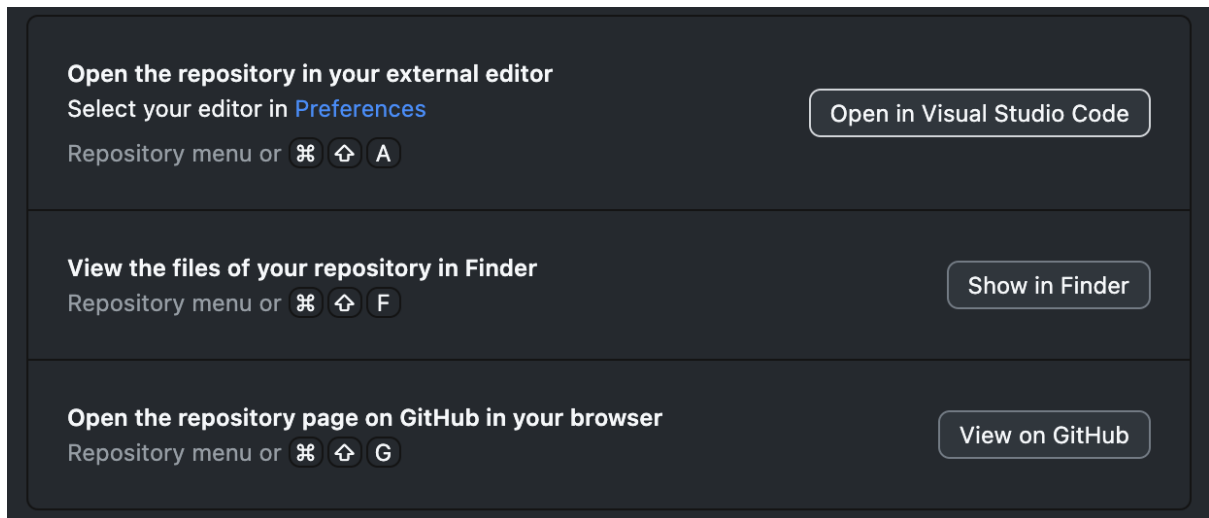 Open the repository in your external editor
Select your editor in Preferences
Open in Visual Studio Code
Repository menu or ⌘ ⇧ A
View the files of your repository in Finder
Show in Finder
Repository menu or ⌘ ⇧ F
Open the repository page on GitHub in your browser
View on GitHub
Repository menu or ⌘ ⇧ G